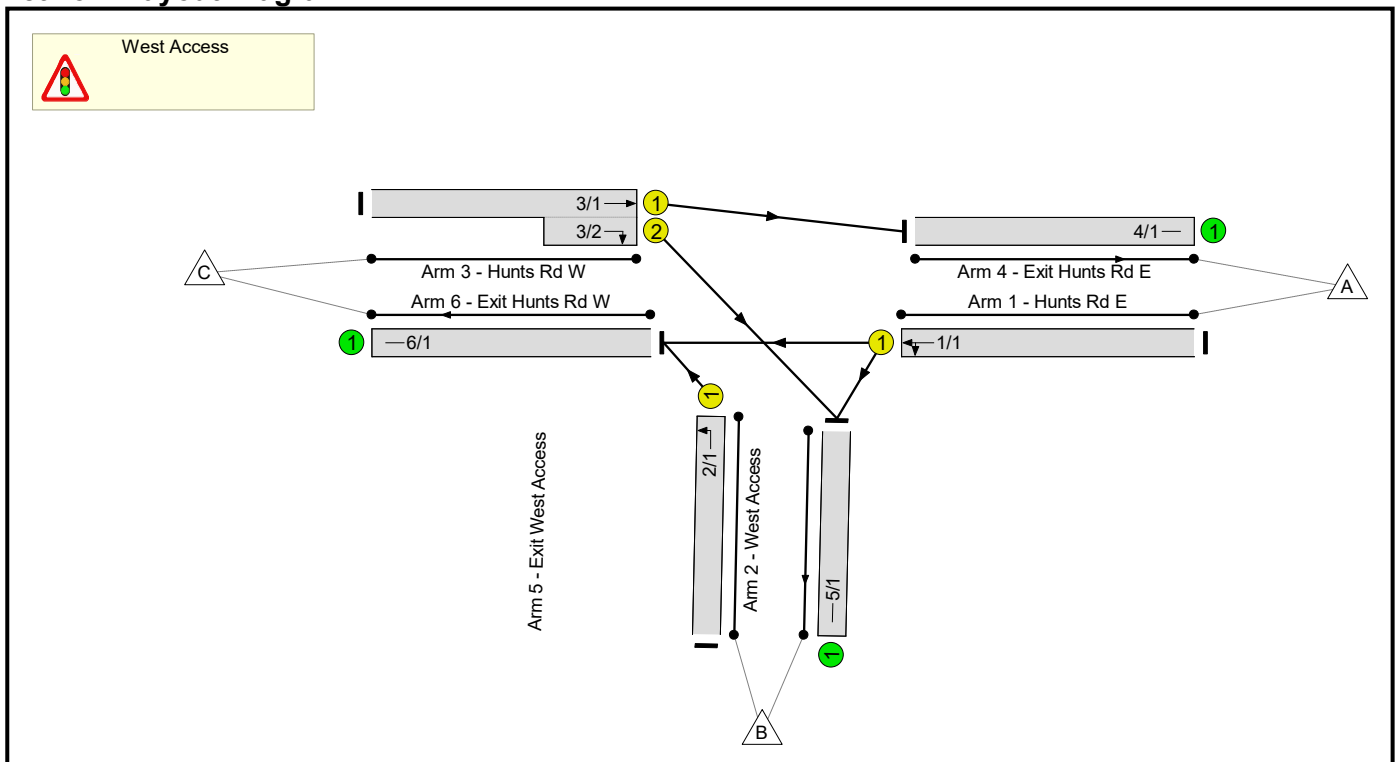 West Access
3/1
1
3/2
2
4/1
1
C
Arm 3 - Hunts Rd W
Arm 4 - Exit Hunts Rd E
A
Arm 6 - Exit Hunts Rd W
Arm 1 - Hunts Rd E
1
6/1
1
1/1
1
2/1
Arm 5 - Exit West Access
Arm 2 - West Access
5/1
1
B